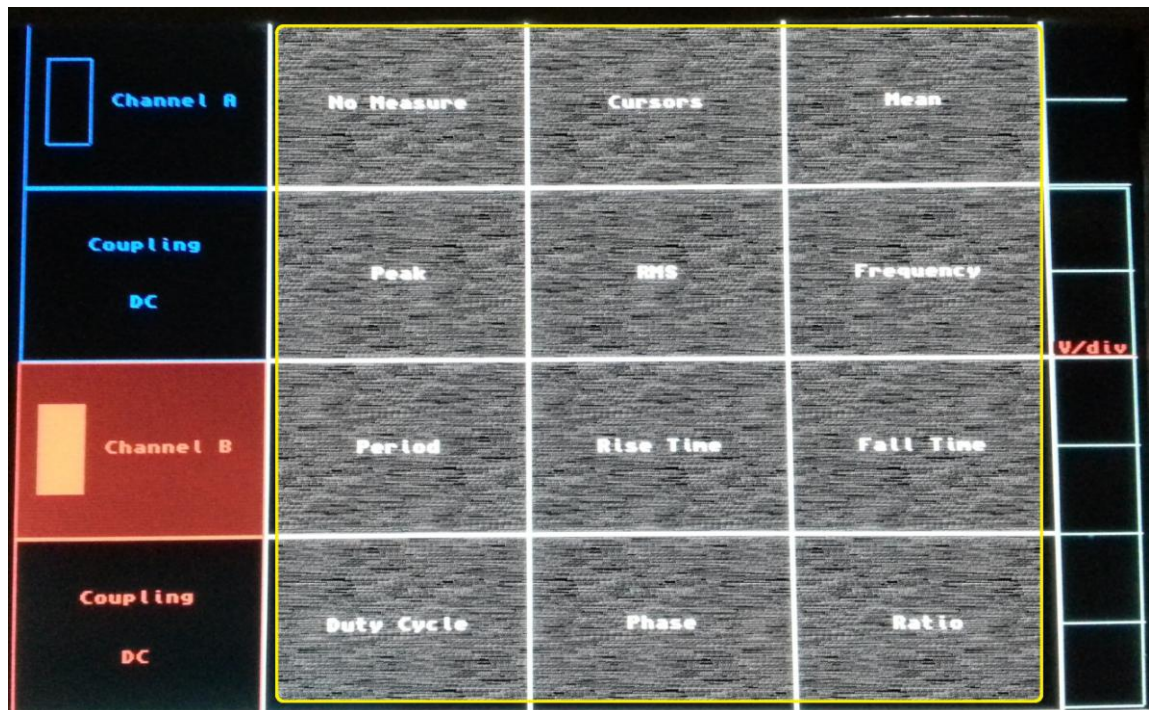 Channel A
No Measure
Cursors
Mean
Coupling
DC
Peak
RMS
Frequency
V/div
Channel B
Period
Rise Time
Fall Time
Coupling
DC
Duty Cycle
Phase
Ratio